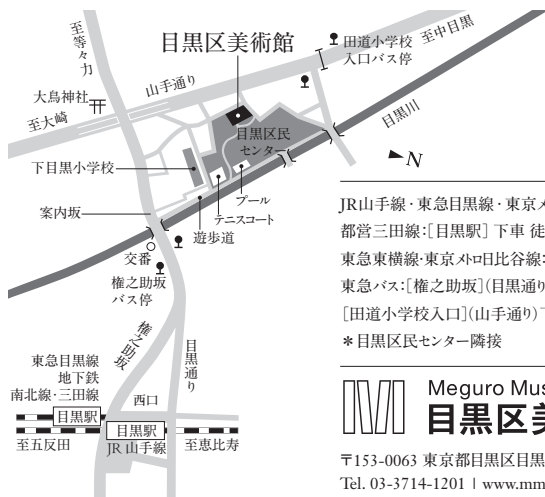 至等々力
目黒区美術館
田道小学校
入口バス停
至中目黒
山手通り
大鳥神社
至大崎
目黒川
目黒区民
センター
N
下目黒小学校
プール
テニスコート
案内坂
遊歩道
交番
権之助坂
バス停
権之助坂
目黒通り
東急目黒線
地下鉄
南北線・三田線
西口
目黒駅
目黒駅
至五反田
JR山手線
至恵比寿
JR山手線・東急目黒線・東京メ
都営三田線:[目黒駅] 下車 徒
東急東横線・東京メトロ日比谷線:
東急バス:[権之助坂](目黒通り
[田道小学校入口](山手通り)下
*目黒区民センター隣接
Meguro Mus
目黒区美
〒153-0063 東京都目黒区目黒
Tel. 03-3714-1201 | www.mm